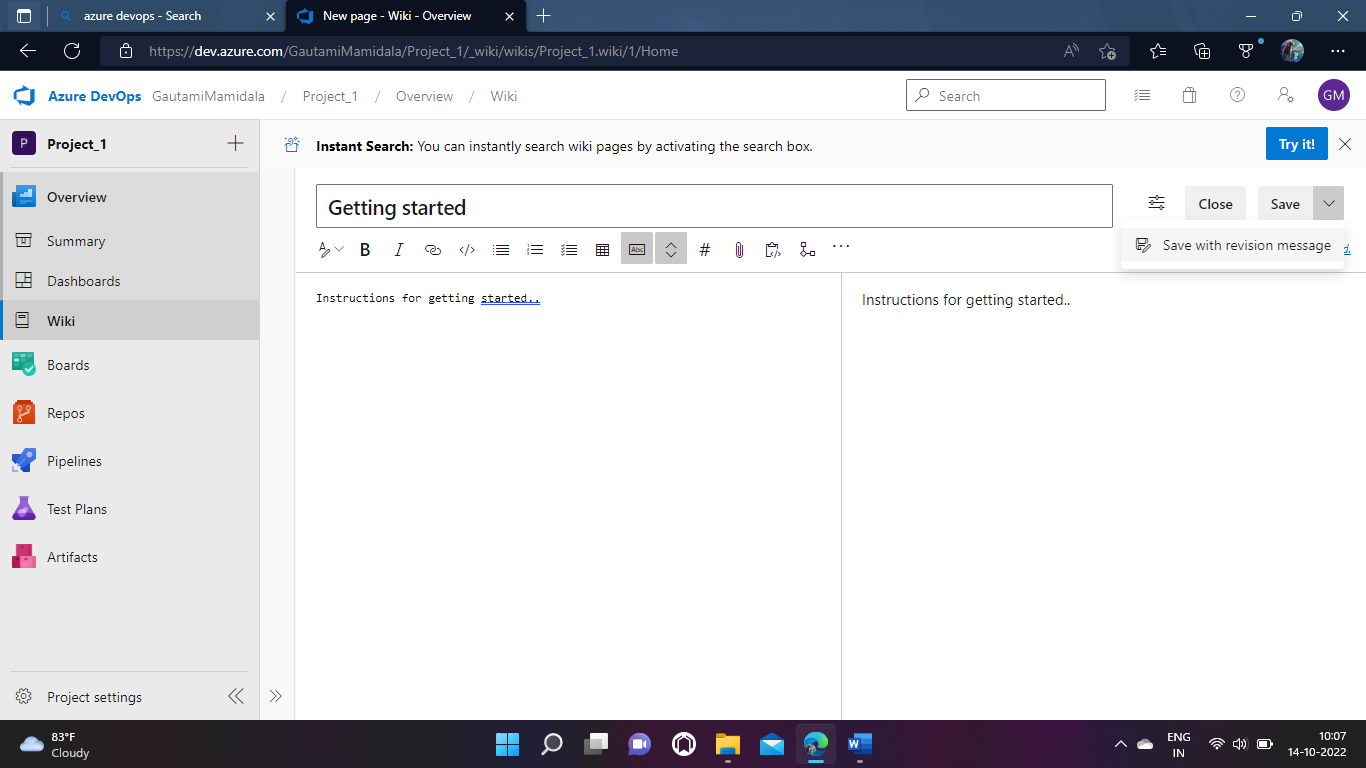 azure devops - Search
New page - Wiki - Overview
https://dev.azure.com/GautamiMamidala/Project_1/_wiki/wikis/Project_1.wiki/1/Home
Azure DevOps GautamiMamidala / Project_1 / Overview / Wiki
Search
GM
P Project_1
Instant Search: You can instantly search wiki pages by activating the search box.
Try it!
Overview
Summary
Dashboards
Wiki
Boards
Repos
Pipelines
Test Plans
Artifacts
Project settings
Getting started
Close
Save
Save with revision message
B I </> Abc #
Instructions for getting started..
Instructions for getting started..
83°F
Cloudy
ENG
IN
10:07
14-10-2022